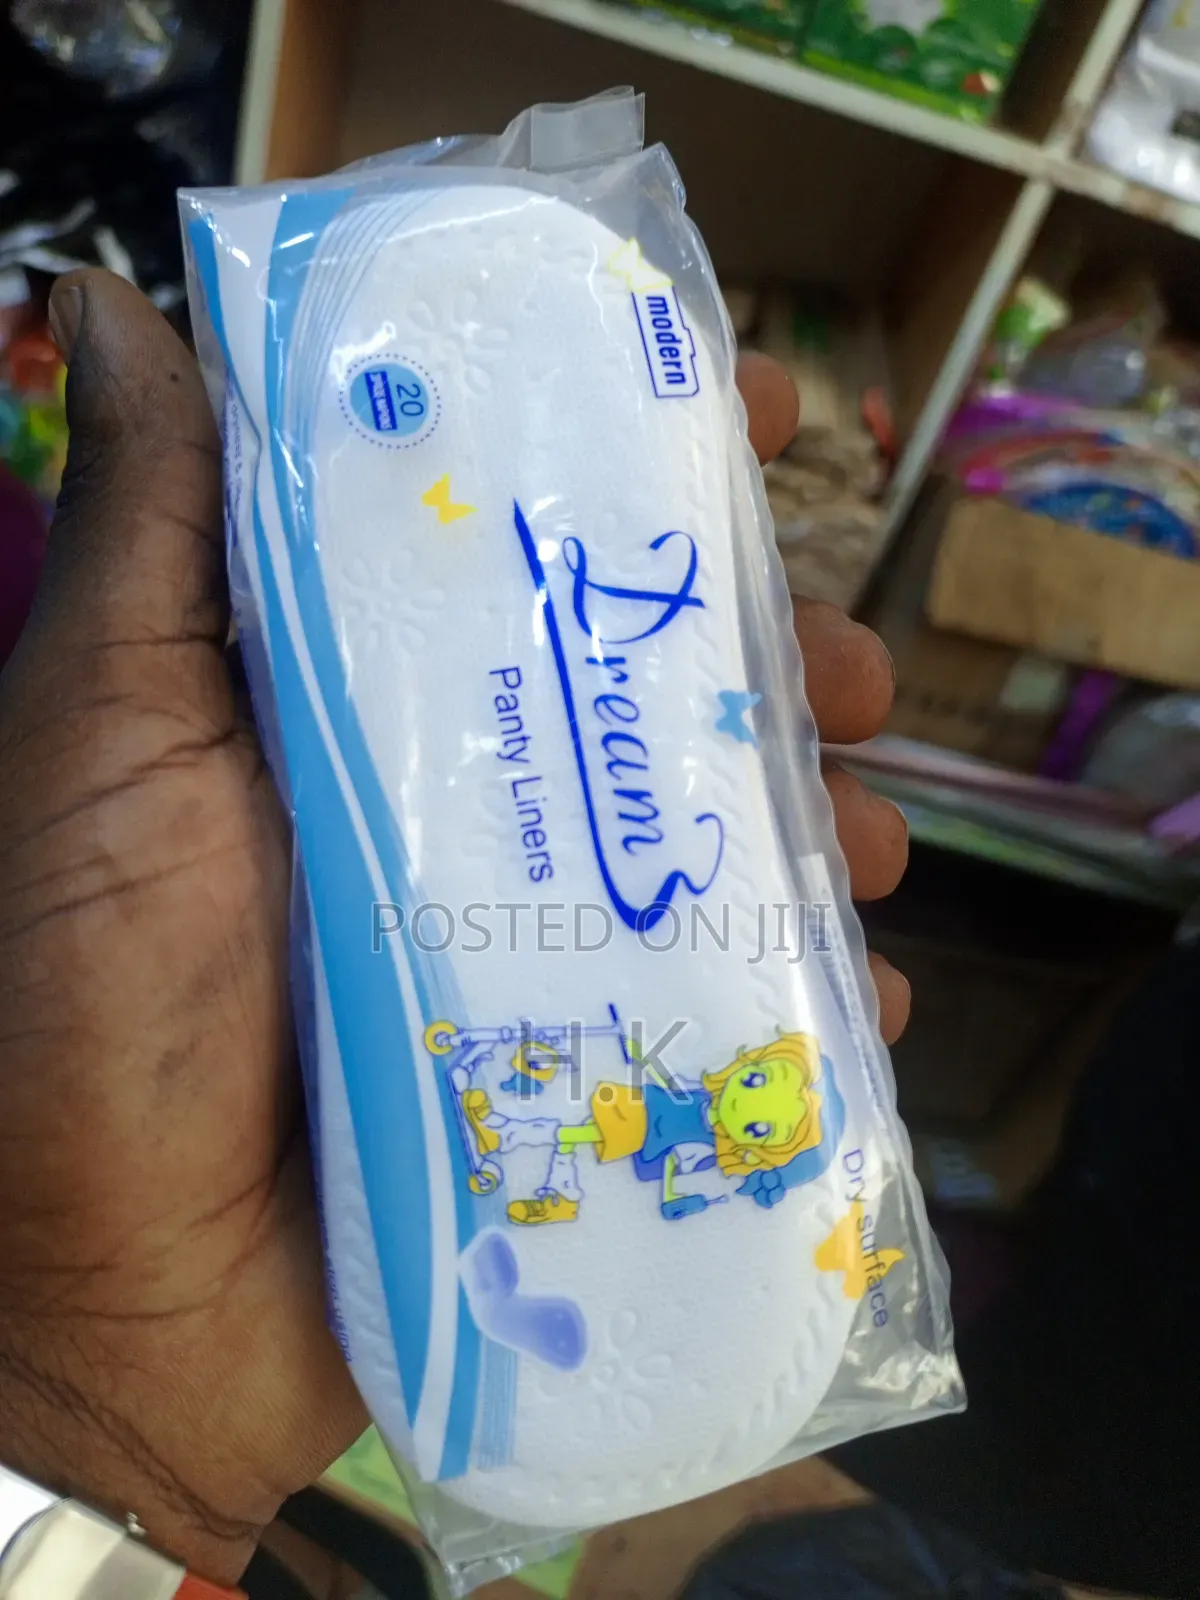 modern
20
Dream
Panty Liners
POSTED ON JIJI
H.K
Dry surface